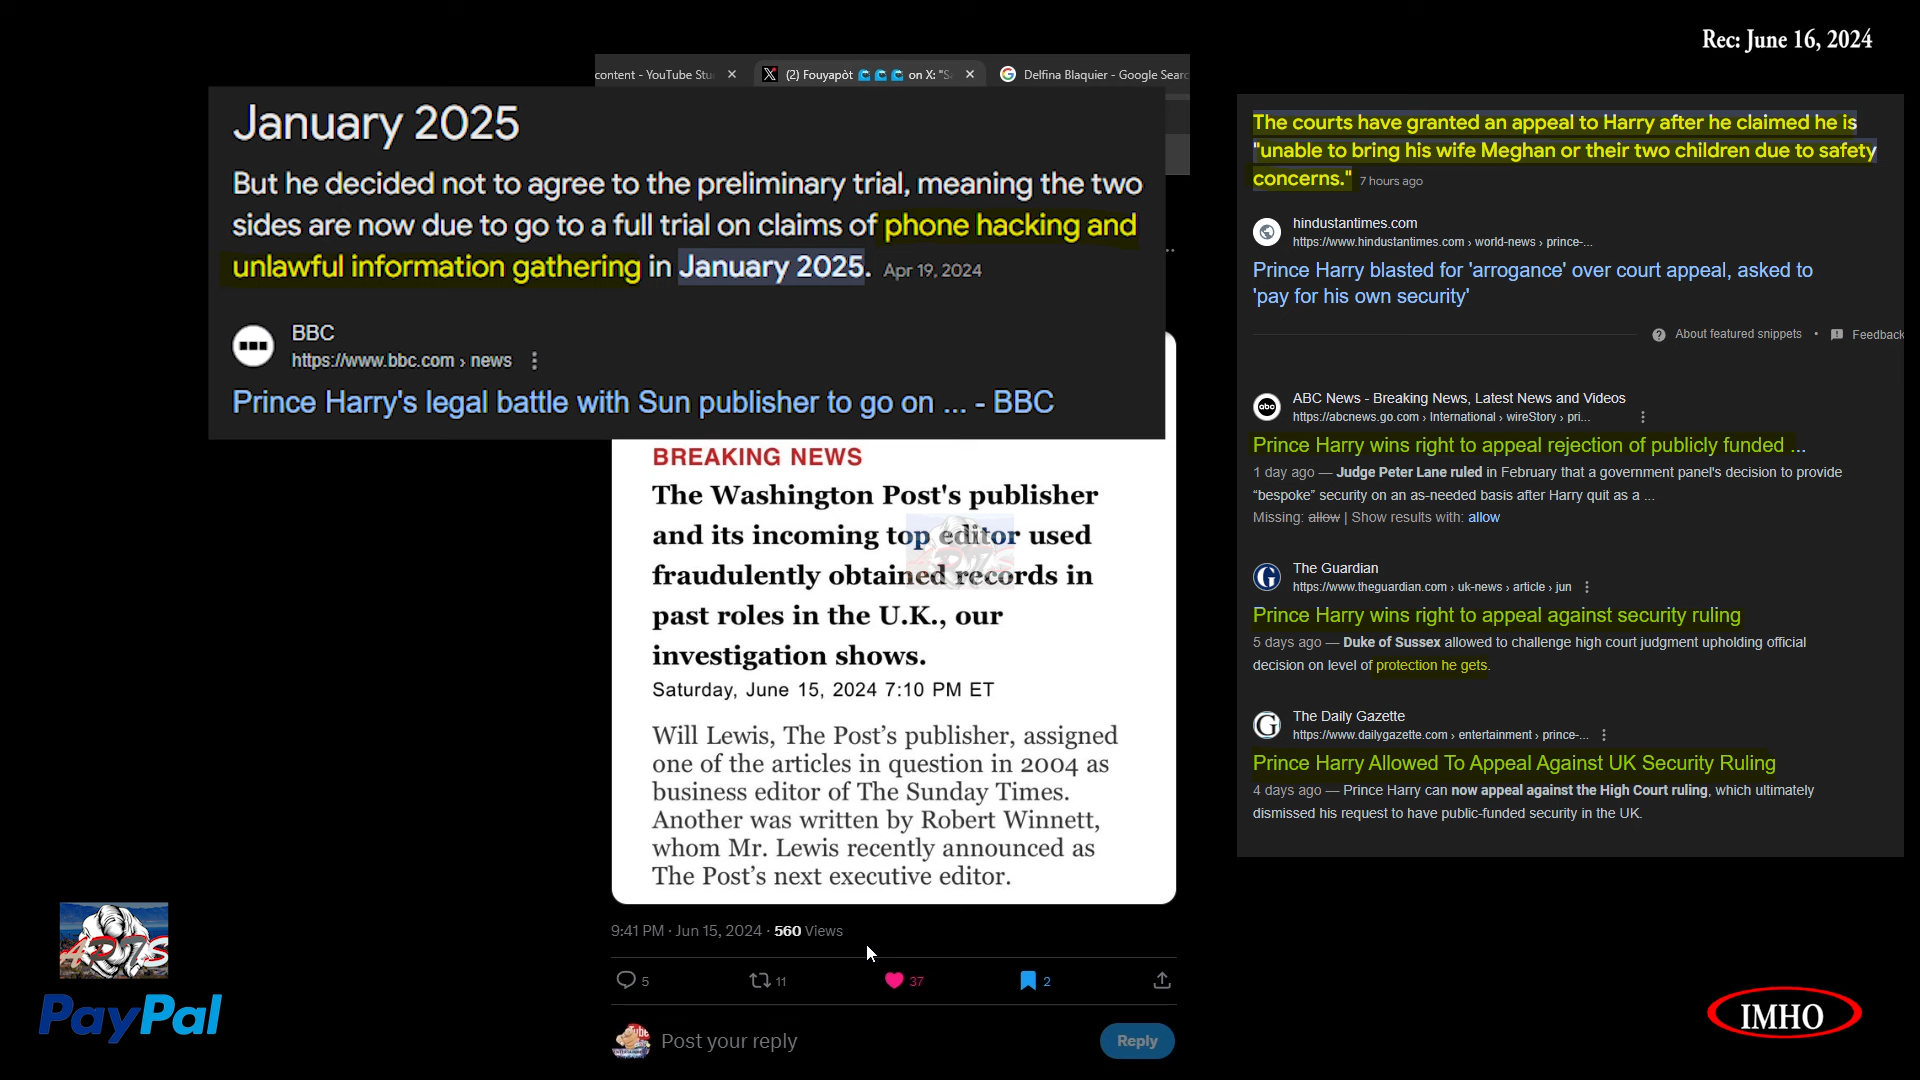 Rec: June 16, 2024
content - YouTube Stu
(2) Fouyapòt on X: "S
Delfina Blaquier - Google Searc
January 2025
But he decided not to agree to the preliminary trial, meaning the two
sides are now due to go to a full trial on claims of phone hacking and
unlawful information gathering in January 2025. Apr 19, 2024
BBC
https://www.bbc.com › news
Prince Harry's legal battle with Sun publisher to go on ... - BBC
BREAKING NEWS
The Washington Post's publisher
and its incoming top editor used
fraudulently obtained records in
past roles in the U.K., our
investigation shows.
Saturday, June 15, 2024 7:10 PM ET
Will Lewis, The Post's publisher, assigned
one of the articles in question in 2004 as
business editor of The Sunday Times.
Another was written by Robert Winnett,
whom Mr. Lewis recently announced as
The Post's next executive editor.
9:41 PM · Jun 15, 2024 · 560 Views
5 11 37 2
Post your reply
Reply
The courts have granted an appeal to Harry after he claimed he is
"unable to bring his wife Meghan or their two children due to safety
concerns." 7 hours ago
hindustantimes.com
https://www.hindustantimes.com › world-news › prince-...
Prince Harry blasted for 'arrogance' over court appeal, asked to
'pay for his own security'
About featured snippets • Feedback
abc
ABC News - Breaking News, Latest News and Videos
https://abcnews.go.com › International › wireStory › pri...
Prince Harry wins right to appeal rejection of publicly funded ...
1 day ago — Judge Peter Lane ruled in February that a government panel's decision to provide
“bespoke” security on an as-needed basis after Harry quit as a ...
Missing: allow | Show results with: allow
G
The Guardian
https://www.theguardian.com › uk-news › article › jun
Prince Harry wins right to appeal against security ruling
5 days ago — Duke of Sussex allowed to challenge high court judgment upholding official
decision on level of protection he gets.
G
The Daily Gazette
https://www.dailygazette.com › entertainment › prince-...
Prince Harry Allowed To Appeal Against UK Security Ruling
4 days ago — Prince Harry can now appeal against the High Court ruling, which ultimately
dismissed his request to have public-funded security in the UK.
PayPal
IMHO